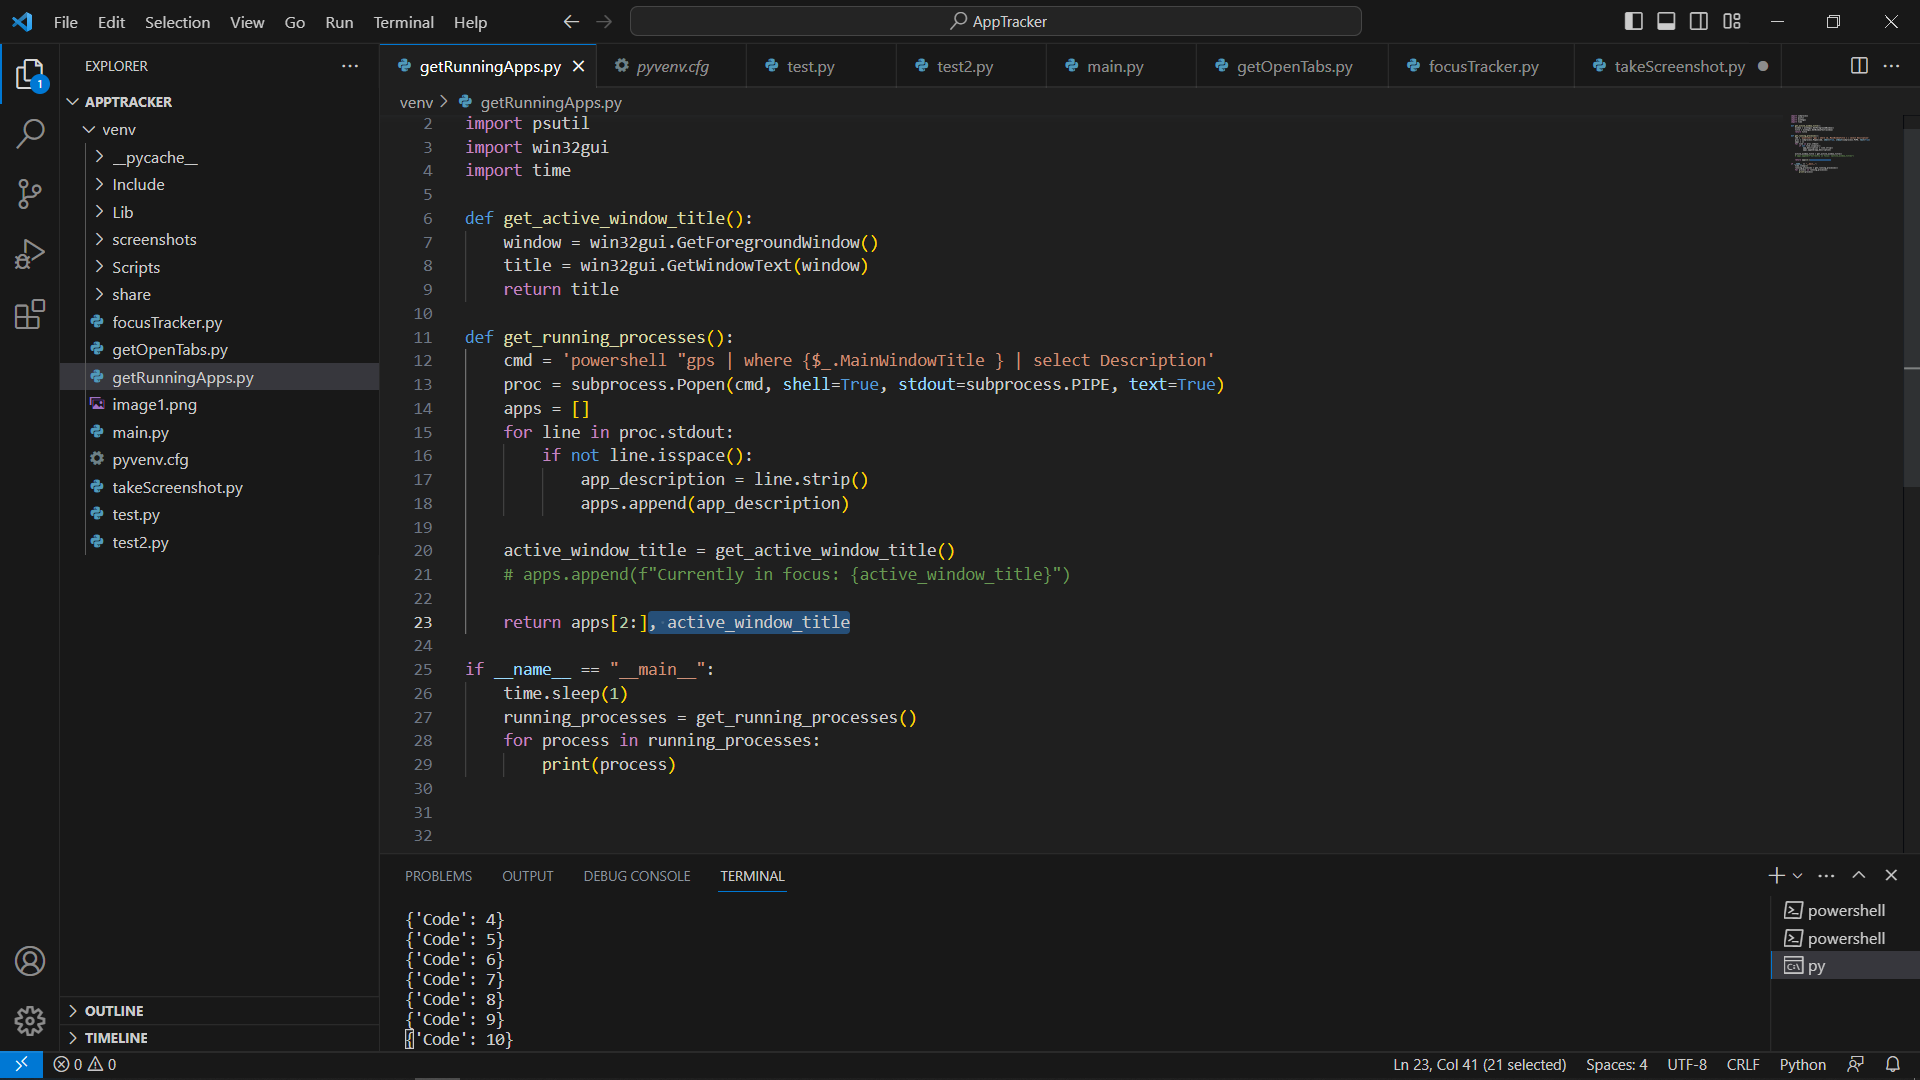 File Edit Selection View Go Run Terminal Help
AppTracker
EXPLORER
APPTRACKER
venv
__pycache__
Include
Lib
screenshots
Scripts
share
focusTracker.py
getOpenTabs.py
getRunningApps.py
image1.png
main.py
pyvenv.cfg
takeScreenshot.py
test.py
test2.py
OUTLINE
TIMELINE
1
getRunningApps.py pyvenv.cfg test.py test2.py main.py getOpenTabs.py focusTracker.py takeScreenshot.py
venv > getRunningApps.py
2 import psutil
3 import win32gui
4 import time
5
6 def get_active_window_title():
7     window = win32gui.GetForegroundWindow()
8     title = win32gui.GetWindowText(window)
9     return title
10
11 def get_running_processes():
12     cmd = 'powershell "gps | where {$_.MainWindowTitle } | select Description'
13     proc = subprocess.Popen(cmd, shell=True, stdout=subprocess.PIPE, text=True)
14     apps = []
15     for line in proc.stdout:
16         if not line.isspace():
17             app_description = line.strip()
18             apps.append(app_description)
19
20     active_window_title = get_active_window_title()
21     # apps.append(f"Currently in focus: {active_window_title}")
22
23     return apps[2:], active_window_title
24
25 if __name__ == "__main__":
26     time.sleep(1)
27     running_processes = get_running_processes()
28     for process in running_processes:
29         print(process)
30
31
32
PROBLEMS OUTPUT DEBUG CONSOLE TERMINAL
{'Code': 4}
{'Code': 5}
{'Code': 6}
{'Code': 7}
{'Code': 8}
{'Code': 9}
{'Code': 10}
powershell
powershell
py
0 0
Ln 23, Col 41 (21 selected) Spaces: 4 UTF-8 CRLF Python